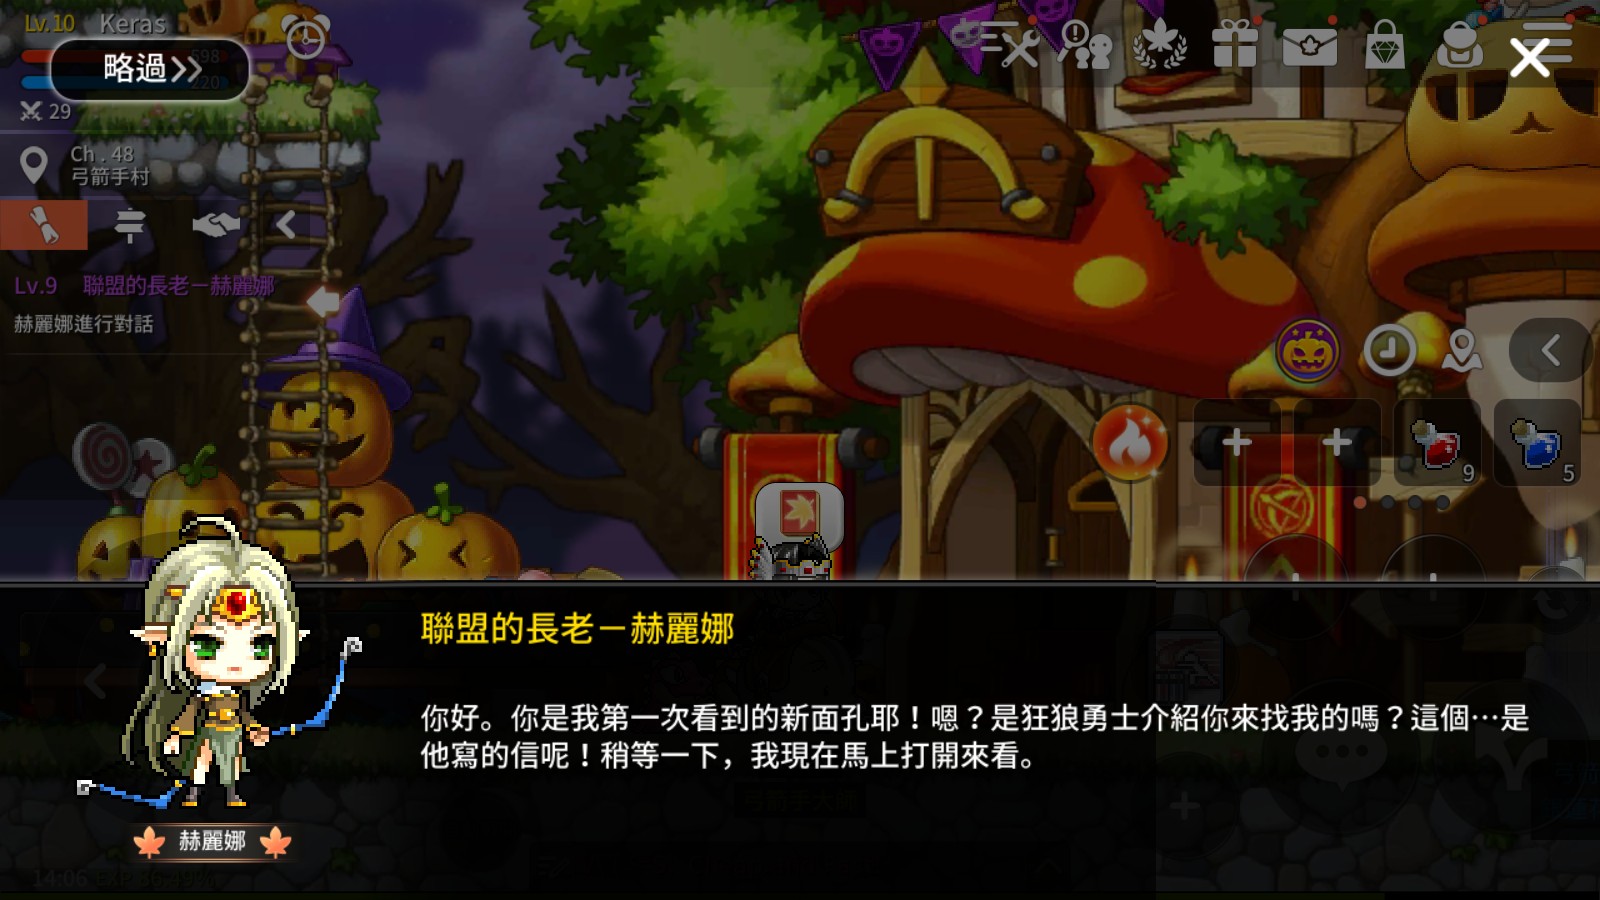 Lv.10 Keras
598
略過
220
29
Ch . 48
弓箭手村
Lv.9 聯盟的長老－赫麗娜
赫麗娜進行對話
9
5
聯盟的長老－赫麗娜
你好。你是我第一次看到的新面孔耶！嗯？是狂狼勇士介紹你來找我的嗎？這個…是
他寫的信呢！稍等一下，我現在馬上打開來看。
赫麗娜
14:06